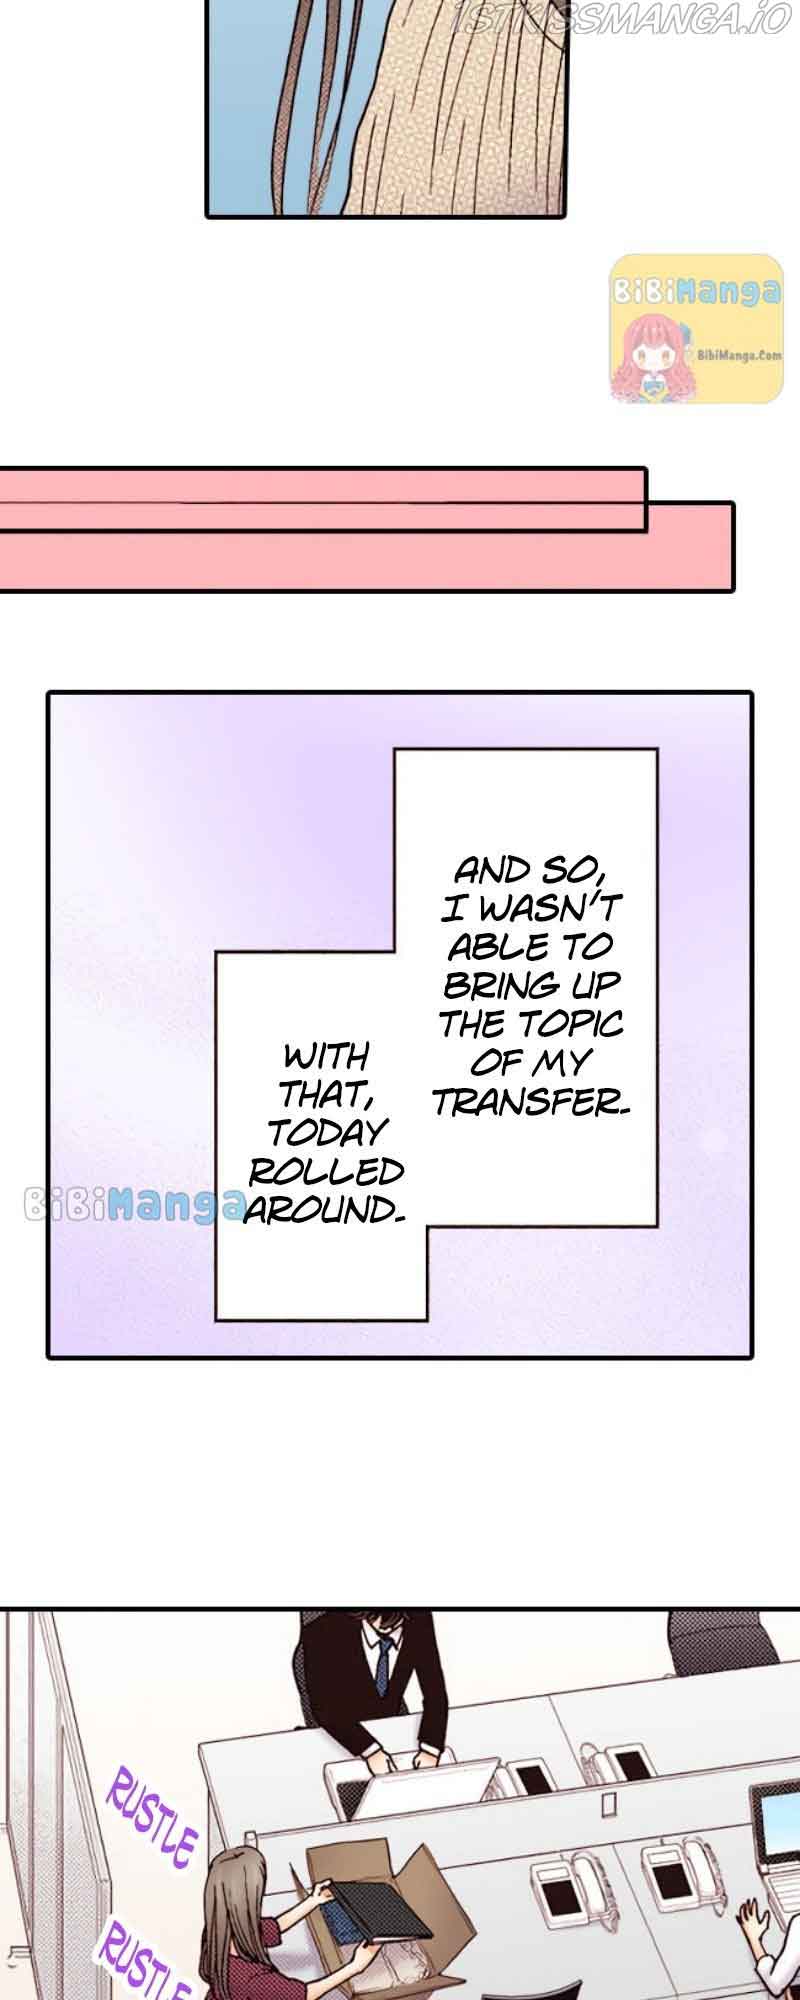 1STKISSMANGA.IO
BiBiManga
BibiManga.Com
AND SO,
I WASN'T
ABLE TO
BRING UP
THE TOPIC
OF MY
TRANSFER.
WITH
THAT,
TODAY
ROLLED
AROUND.
BiBiManga
RUSTLE
RUSTLE